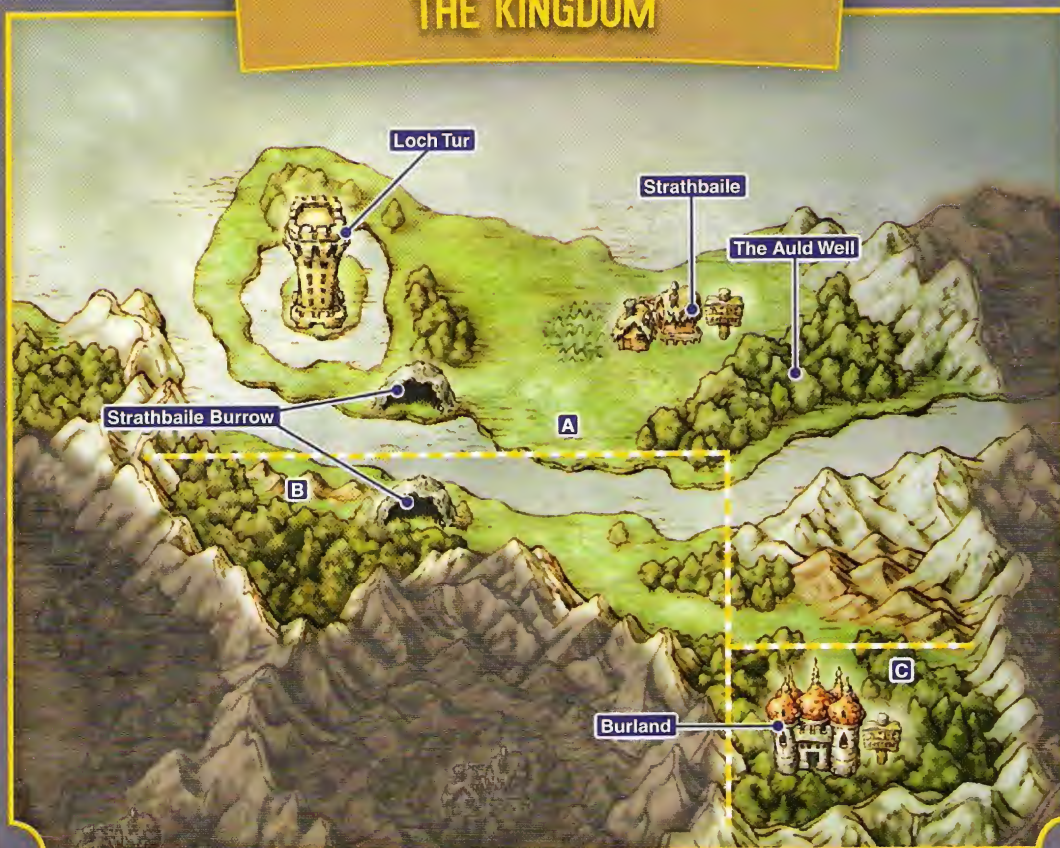 THE KINGDOM
Loch Tur
Strathbaile
The Auld Well
Strathbaile Burrow
A
B
C
Burland